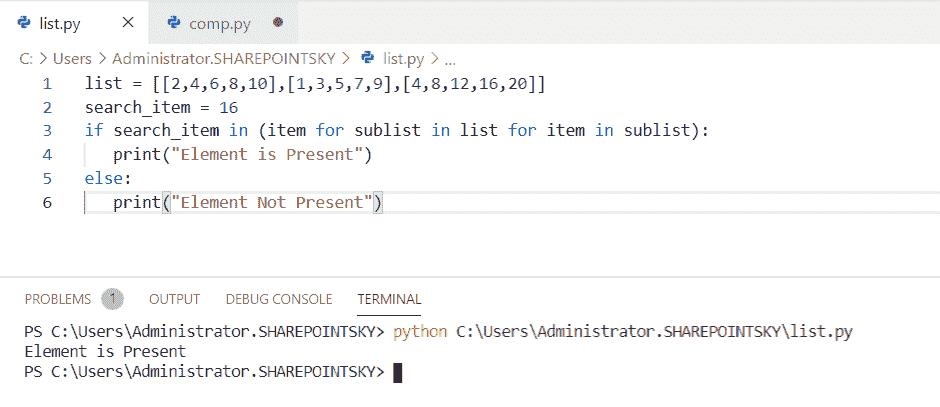 list.py × comp.py
C: > Users > Administrator.SHAREPOINTSKY > list.py > ...
1 list = [[2,4,6,8,10],[1,3,5,7,9],[4,8,12,16,20]]
2 search_item = 16
3 if search_item in (item for sublist in list for item in sublist):
4 print("Element is Present")
5 else:
6 print("Element Not Present")
PROBLEMS 1 OUTPUT DEBUG CONSOLE TERMINAL
PS C:\Users\Administrator.SHAREPOINTSKY> python C:\Users\Administrator.SHAREPOINTSKY\list.py
Element is Present
PS C:\Users\Administrator.SHAREPOINTSKY>